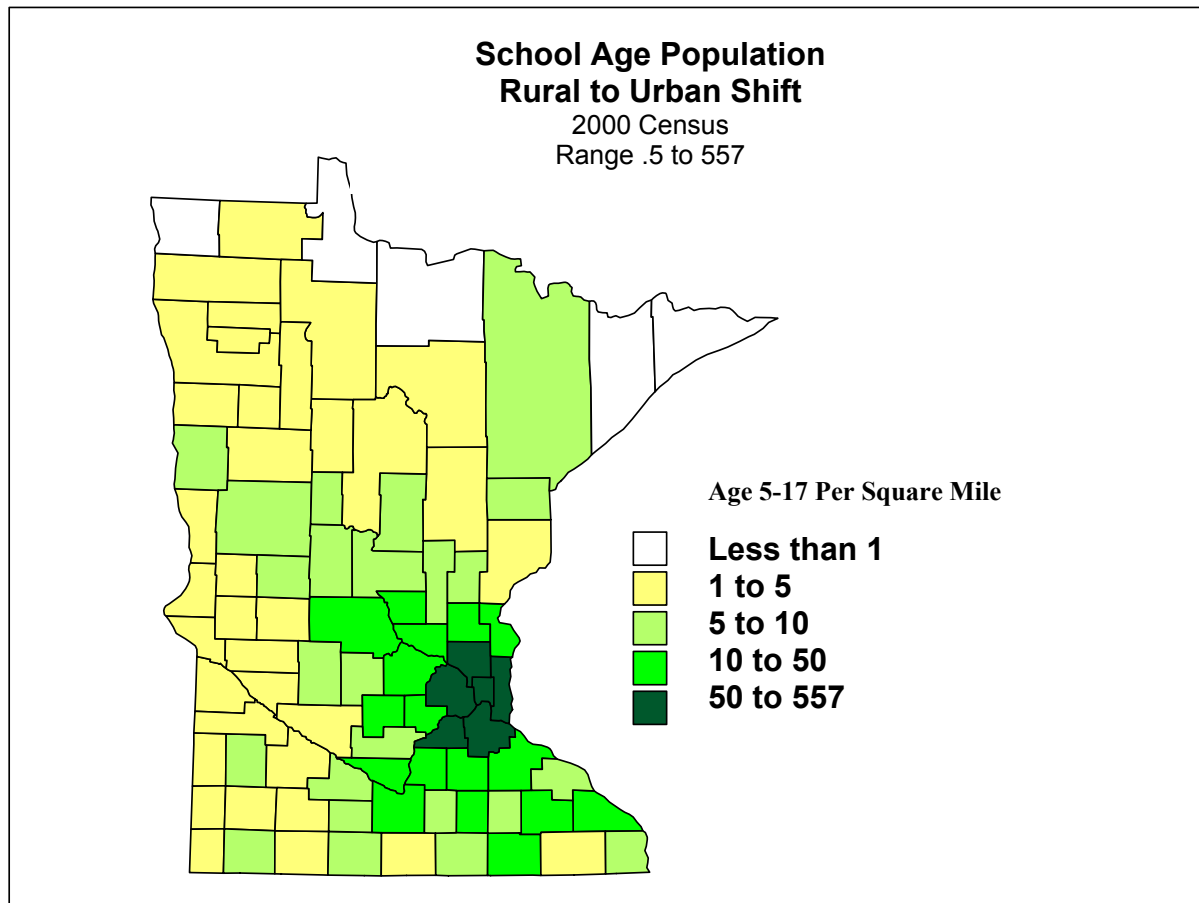 School Age Population
Rural to Urban Shift
2000 Census
Range .5 to 557
Age 5-17 Per Square Mile
Less than 1
1 to 5
5 to 10
10 to 50
50 to 557